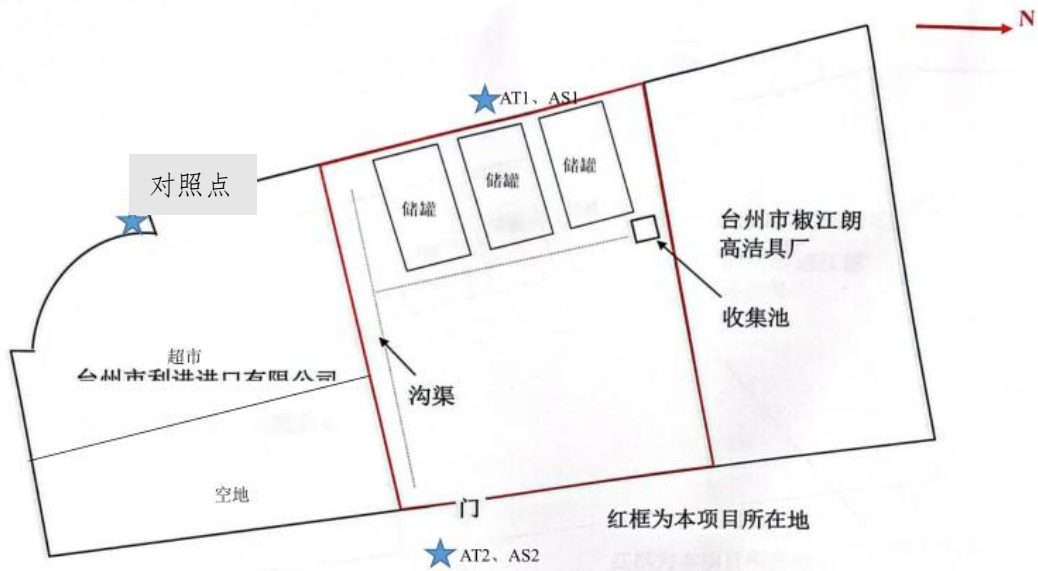 N
AT1、AS1
对照点
储罐
储罐
储罐
台州市椒江朗
高洁具厂
收集池
超市
台州市利进进口有限公司
沟渠
空地
门
红框为本项目所在地
AT2、AS2